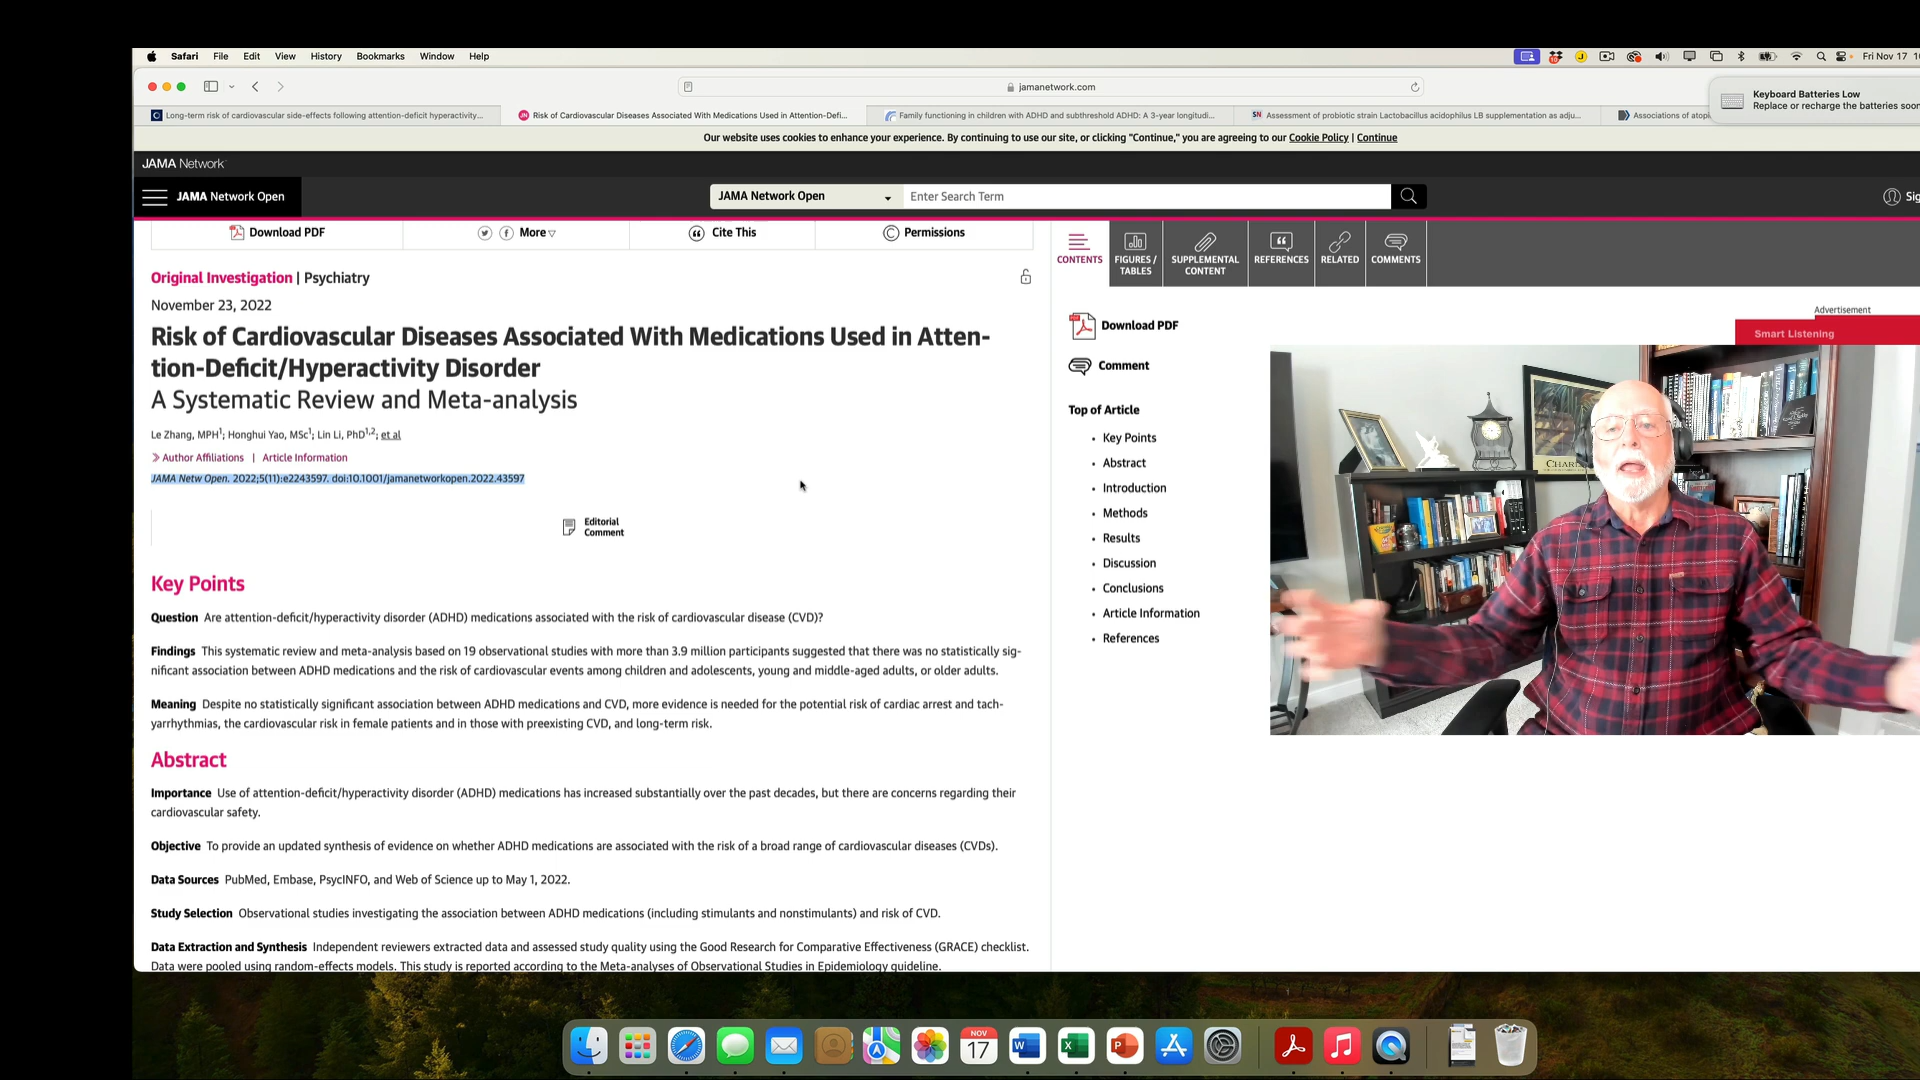 Safari File Edit View History Bookmarks Window Help
Fri Nov 17
jamanetwork.com
Keyboard Batteries Low
Replace or recharge the batteries soon
Long-term risk of cardiovascular side-effects following attention-deficit hyperactivity...
Risk of Cardiovascular Diseases Associated With Medications Used in Attention-Defi...
Family functioning in children with ADHD and subthreshold ADHD: A 3-year longitudi...
SN Assessment of probiotic strain Lactobacillus acidophilus LB supplementation as adju...
Associations of atopi
Our website uses cookies to enhance your experience. By continuing to use our site, or clicking "Continue," you are agreeing to our Cookie Policy | Continue
JAMA Network
JAMA Network Open
JAMA Network Open
Enter Search Term
Sig
Download PDF
More
Cite This
Permissions
CONTENTS
FIGURES / TABLES
SUPPLEMENTAL CONTENT
REFERENCES
RELATED
COMMENTS
Original Investigation | Psychiatry
November 23, 2022
Risk of Cardiovascular Diseases Associated With Medications Used in Atten-
tion-Deficit/Hyperactivity Disorder
A Systematic Review and Meta-analysis
Le Zhang, MPH1; Honghui Yao, MSc1; Lin Li, PhD1,2; et al
Author Affiliations | Article Information
JAMA Netw Open. 2022;5(11):e2243597. doi:10.1001/jamanetworkopen.2022.43597
Editorial
Comment
Key Points
Question Are attention-deficit/hyperactivity disorder (ADHD) medications associated with the risk of cardiovascular disease (CVD)?
Findings This systematic review and meta-analysis based on 19 observational studies with more than 3.9 million participants suggested that there was no statistically sig-
nificant association between ADHD medications and the risk of cardiovascular events among children and adolescents, young and middle-aged adults, or older adults.
Meaning Despite no statistically significant association between ADHD medications and CVD, more evidence is needed for the potential risk of cardiac arrest and tach-
yarrhythmias, the cardiovascular risk in female patients and in those with preexisting CVD, and long-term risk.
Abstract
Importance Use of attention-deficit/hyperactivity disorder (ADHD) medications has increased substantially over the past decades, but there are concerns regarding their
cardiovascular safety.
Objective To provide an updated synthesis of evidence on whether ADHD medications are associated with the risk of a broad range of cardiovascular diseases (CVDs).
Data Sources PubMed, Embase, PsycINFO, and Web of Science up to May 1, 2022.
Study Selection Observational studies investigating the association between ADHD medications (including stimulants and nonstimulants) and risk of CVD.
Data Extraction and Synthesis Independent reviewers extracted data and assessed study quality using the Good Research for Comparative Effectiveness (GRACE) checklist.
Data were pooled using random-effects models. This study is reported according to the Meta-analyses of Observational Studies in Epidemiology guideline.
Download PDF
Comment
Top of Article
Key Points
Abstract
Introduction
Methods
Results
Discussion
Conclusions
Article Information
References
Advertisement
Smart Listening
NOV
17